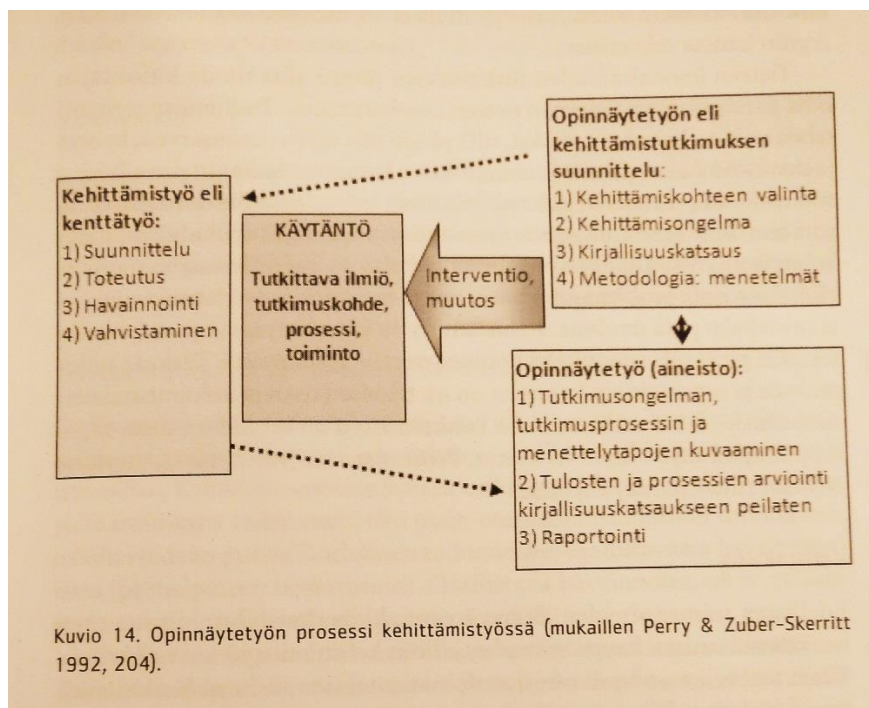 Kehittämistyö eli
kenttätyö:
1) Suunnittelu
2) Toteutus
3) Havainnointi
4) Vahvistaminen
KÄYTÄNTÖ
Tutkittava ilmiö,
tutkimuskohde,
prosessi,
toiminto
Interventio,
muutos
Opinnäytetyön eli
kehittämistutkimuksen
suunnittelu:
1) Kehittämiskohteen valinta
2) Kehittämisongelma
3) Kirjallisuuskatsaus
4) Metodologia: menetelmät
Opinnäytetyö (aineisto):
1) Tutkimusongelman,
tutkimusprosessin ja
menettelytapojen kuvaaminen
2) Tulosten ja prosessien arviointi
kirjallisuuskatsaukseen peilaten
3) Raportointi
Kuvio 14. Opinnäytetyön prosessi kehittämistyössä (mukaillen Perry & Zuber-Skerritt
1992, 204).